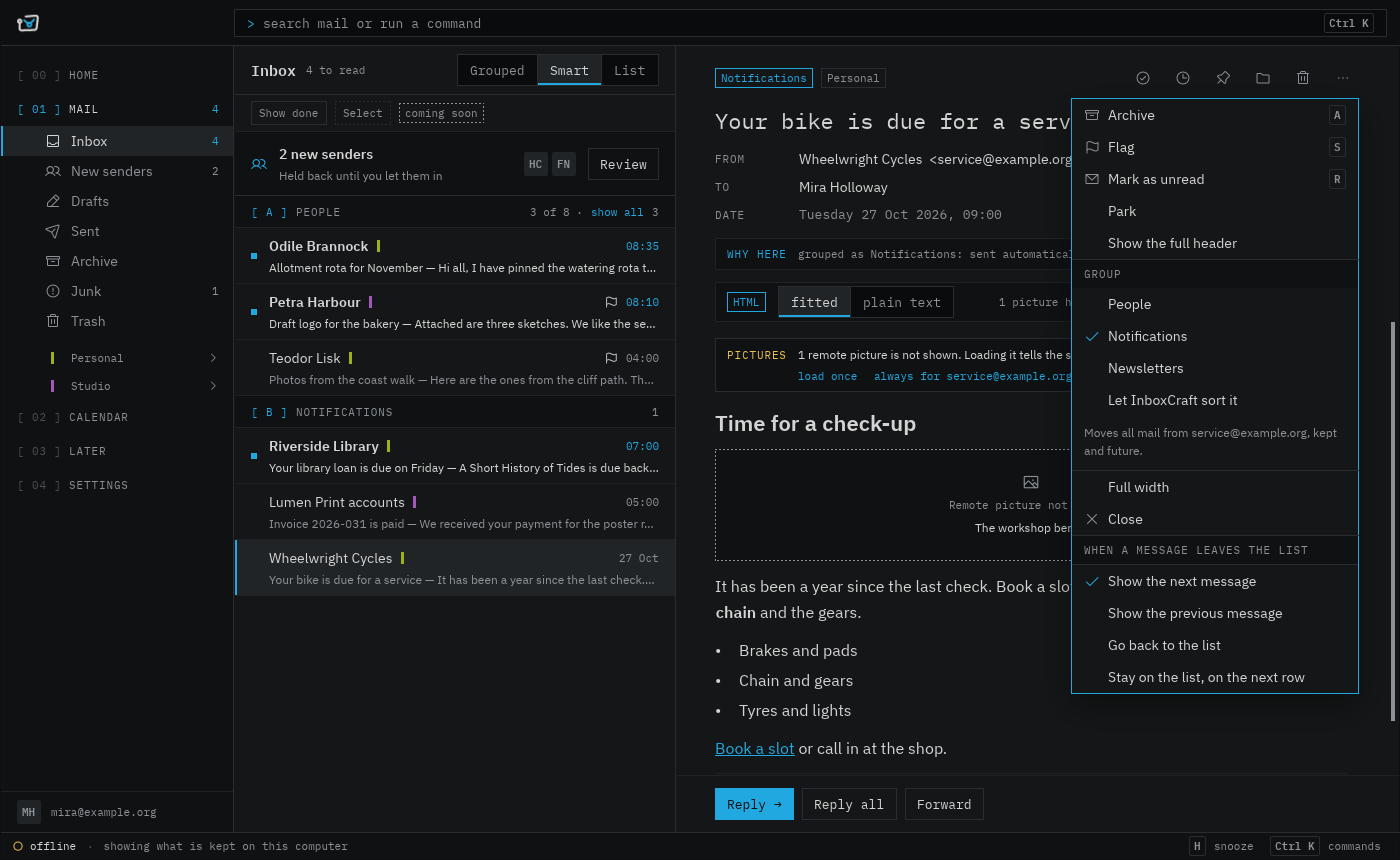 > search mail or run a command
Ctrl K
[ 00 ] HOME
[ 01 ] MAIL 4
Inbox 4
New senders 2
Drafts
Sent
Archive
Junk 1
Trash
Personal
Studio
[ 02 ] CALENDAR
[ 03 ] LATER
[ 04 ] SETTINGS
MH mira@example.org
Inbox 4 to read
Grouped Smart List
Show done Select coming soon
2 new senders
Held back until you let them in
HC FN Review
[ A ] PEOPLE 3 of 8 · show all 3
Odile Brannock 08:35
Allotment rota for November — Hi all, I have pinned the watering rota t…
Petra Harbour 08:10
Draft logo for the bakery — Attached are three sketches. We like the se…
Teodor Lisk 04:00
Photos from the coast walk — Here are the ones from the cliff path. Th…
[ B ] NOTIFICATIONS 1
Riverside Library 07:00
Your library loan is due on Friday — A Short History of Tides is due back…
Lumen Print accounts 05:00
Invoice 2026-031 is paid — We received your payment for the poster r…
Wheelwright Cycles 27 Oct
Your bike is due for a service — It has been a year since the last check.…
Notifications Personal
Your bike is due for a serv
FROM Wheelwright Cycles <service@example.org
TO Mira Holloway
DATE Tuesday 27 Oct 2026, 09:00
WHY HERE grouped as Notifications: sent automatical
HTML fitted plain text 1 picture h
PICTURES 1 remote picture is not shown. Loading it tells the s
load once always for service@example.org
Time for a check-up
Remote picture not
The workshop ben
It has been a year since the last check. Book a slo
chain and the gears.
• Brakes and pads
• Chain and gears
• Tyres and lights
Book a slot or call in at the shop.
Reply → Reply all Forward
Archive A
Flag S
Mark as unread R
Park
Show the full header
GROUP
People
Notifications
Newsletters
Let InboxCraft sort it
Moves all mail from service@example.org, kept
and future.
Full width
Close
WHEN A MESSAGE LEAVES THE LIST
Show the next message
Show the previous message
Go back to the list
Stay on the list, on the next row
offline · showing what is kept on this computer
H snooze Ctrl K commands